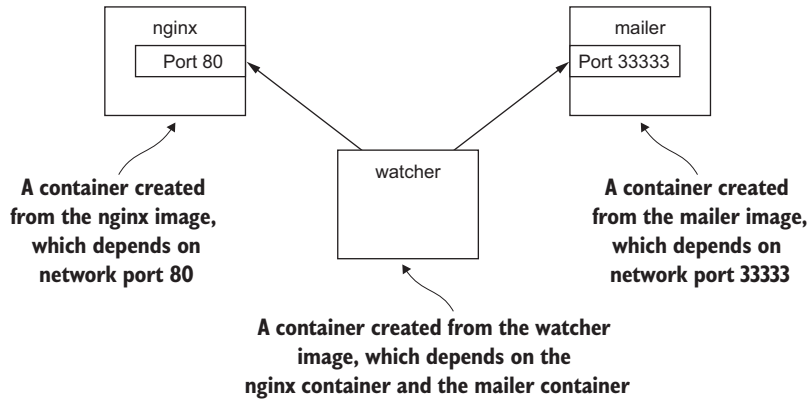 nginx
Port 80
mailer
Port 33333
watcher
A container created
from the nginx image,
which depends on
network port 80
A container created
from the mailer image,
which depends on
network port 33333
A container created from the watcher
image, which depends on the
nginx container and the mailer container